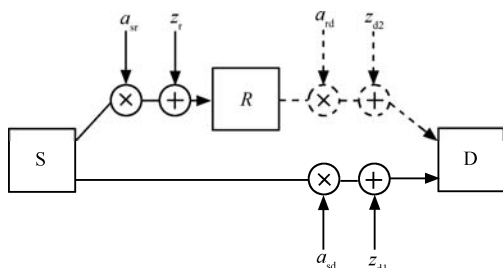 a_sr z_r a_rd z_d2
× + R × +
S D
× +
a_sd z_d1